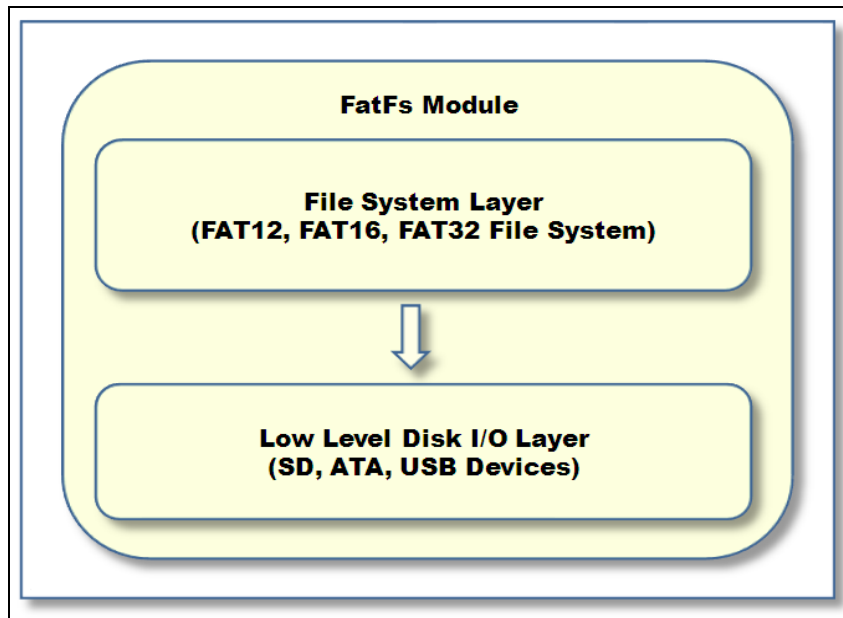 FatFs Module
File System Layer
(FAT12, FAT16, FAT32 File System)
Low Level Disk I/O Layer
(SD, ATA, USB Devices)